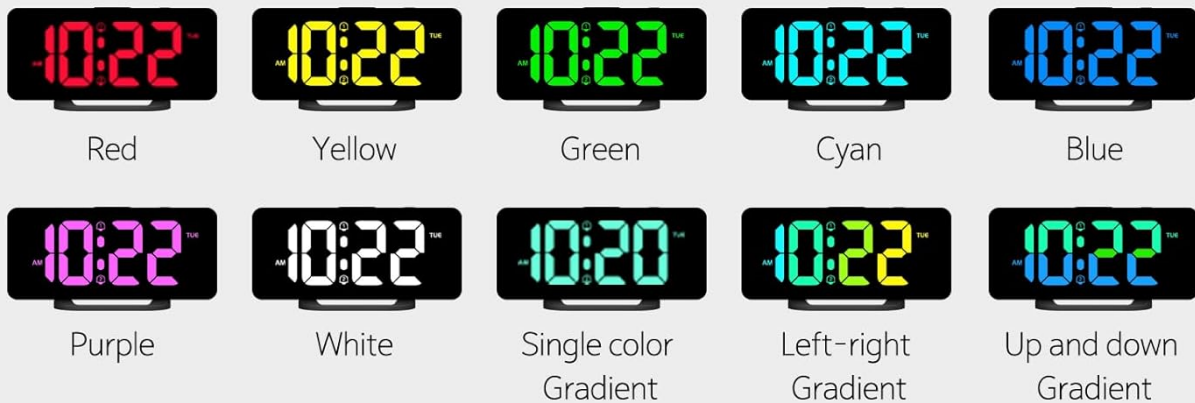 AM 10:22 TUE
AM 10:22 TUE
AM 10:22 TUE
AM 10:22 TUE
AM 10:22 TUE
Red
Yellow
Green
Cyan
Blue
AM 10:22 TUE
AM 10:22 TUE
AM 10:20 TUE
AM 10:22 TUE
AM 10:22 TUE
Purple
White
Single color
Gradient
Left-right
Gradient
Up and down
Gradient